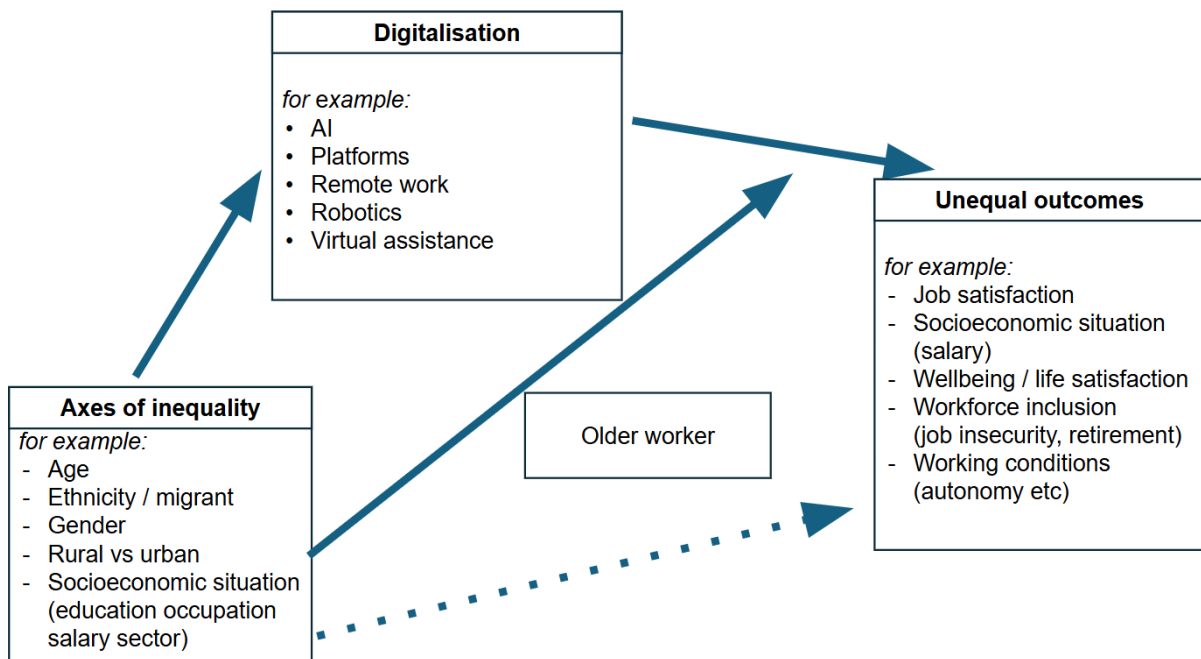 Digitalisation
for example:
• AI
• Platforms
• Remote work
• Robotics
• Virtual assistance
Unequal outcomes
for example:
- Job satisfaction
- Socioeconomic situation
(salary)
- Wellbeing / life satisfaction
- Workforce inclusion
(job insecurity, retirement)
- Working conditions
(autonomy etc)
Axes of inequality
for example:
- Age
- Ethnicity / migrant
- Gender
- Rural vs urban
- Socioeconomic situation
(education occupation
salary sector)
Older worker